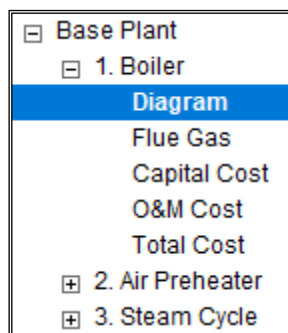 Base Plant
1. Boiler
Diagram
Flue Gas
Capital Cost
O&M Cost
Total Cost
2. Air Preheater
3. Steam Cycle